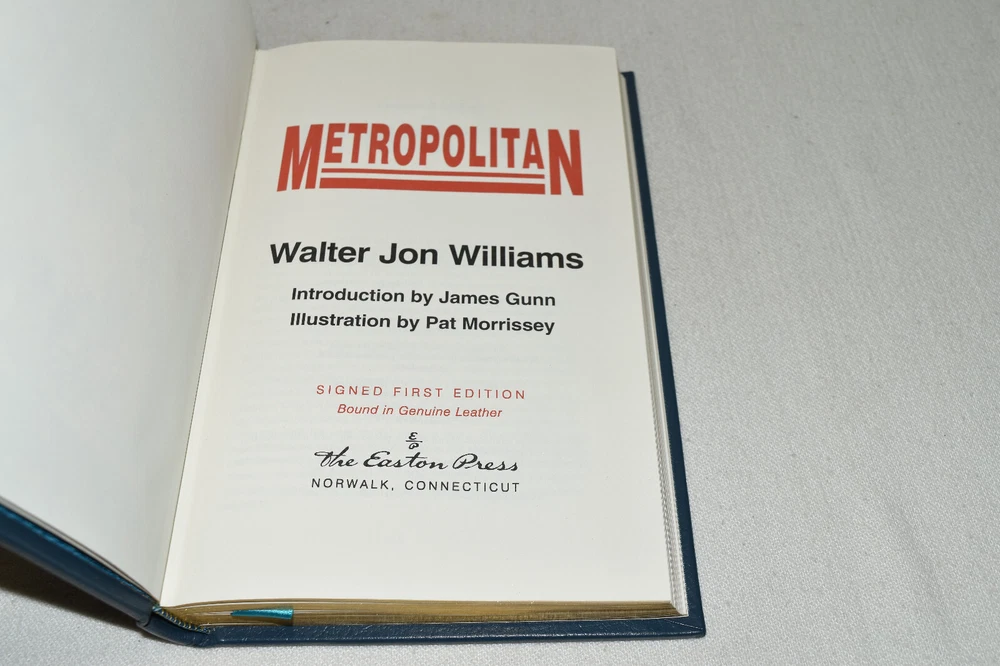 METROPOLITAN
Walter Jon Williams
Introduction by James Gunn
Illustration by Pat Morrissey
SIGNED FIRST EDITION
Bound in Genuine Leather
E
P
The Easton Press
NORWALK, CONNECTICUT